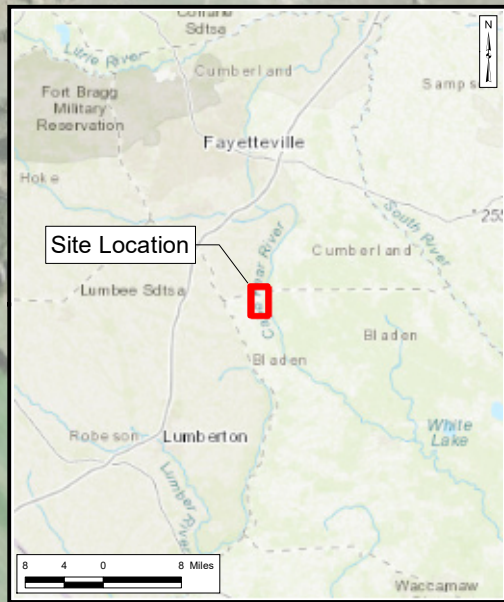 Coharie
Sdtsa
Little River
Cumberland
N
Fort Bragg
Military
Reservation
Samps
Fayetteville
Hoke
255
South River
Site Location
Cumberland
Lumbee Sdtsa
Bladen
Bladen
White
Lake
Robeson
Lumberton
Lumber River
8 4 0 8 Miles
Waccamaw